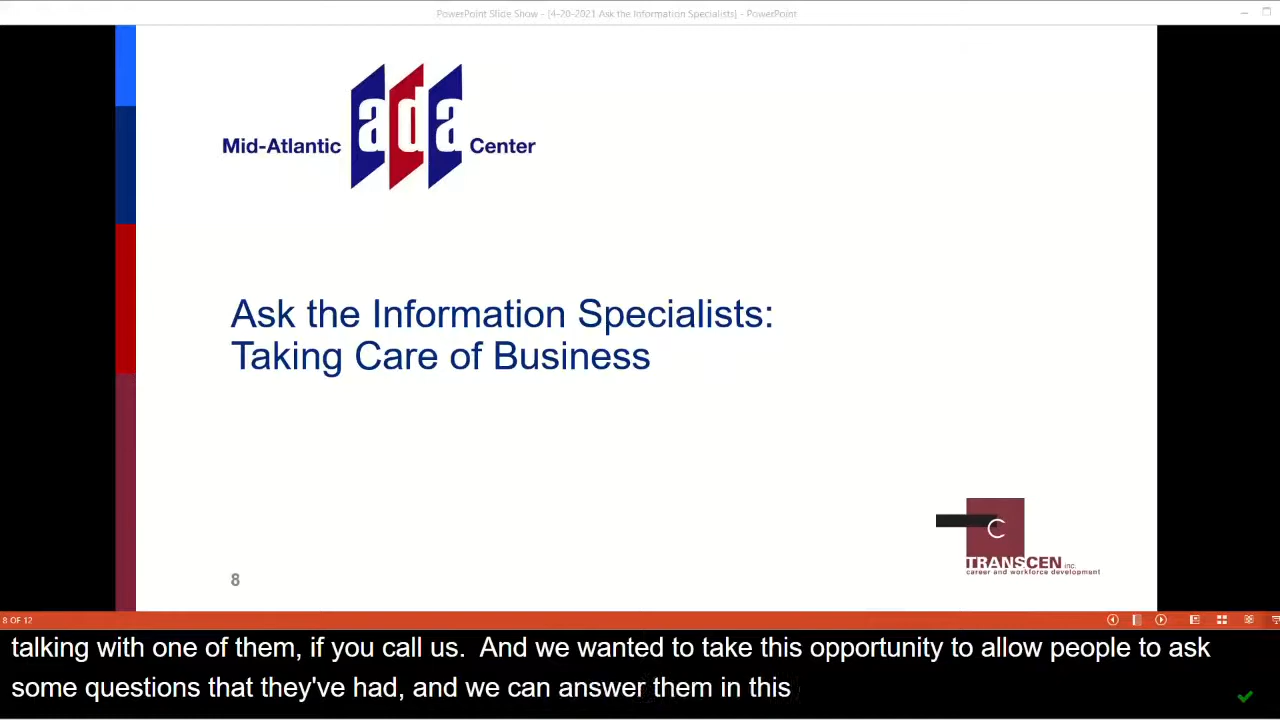 PowerPoint Slide Show - [4-20-2021 Ask the Information Specialists] - PowerPoint
Mid-Atlantic ada Center
Ask the Information Specialists:
Taking Care of Business
C
TRANSCEN inc.
career and workforce development
8
8 OF 12
talking with one of them, if you call us.  And we wanted to take this opportunity to allow people to ask
some questions that they've had, and we can answer them in this